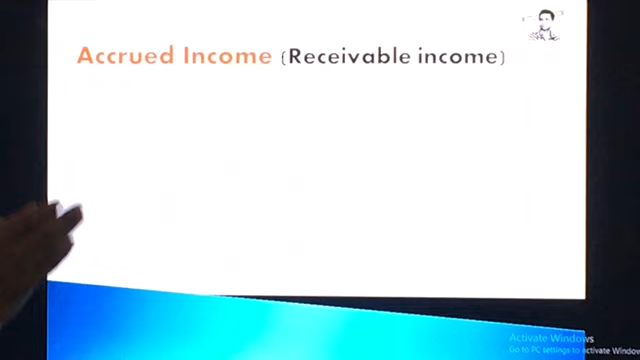 Accrued Income (Receivable income)
Activate Windows
Go to PC settings to activate Windows